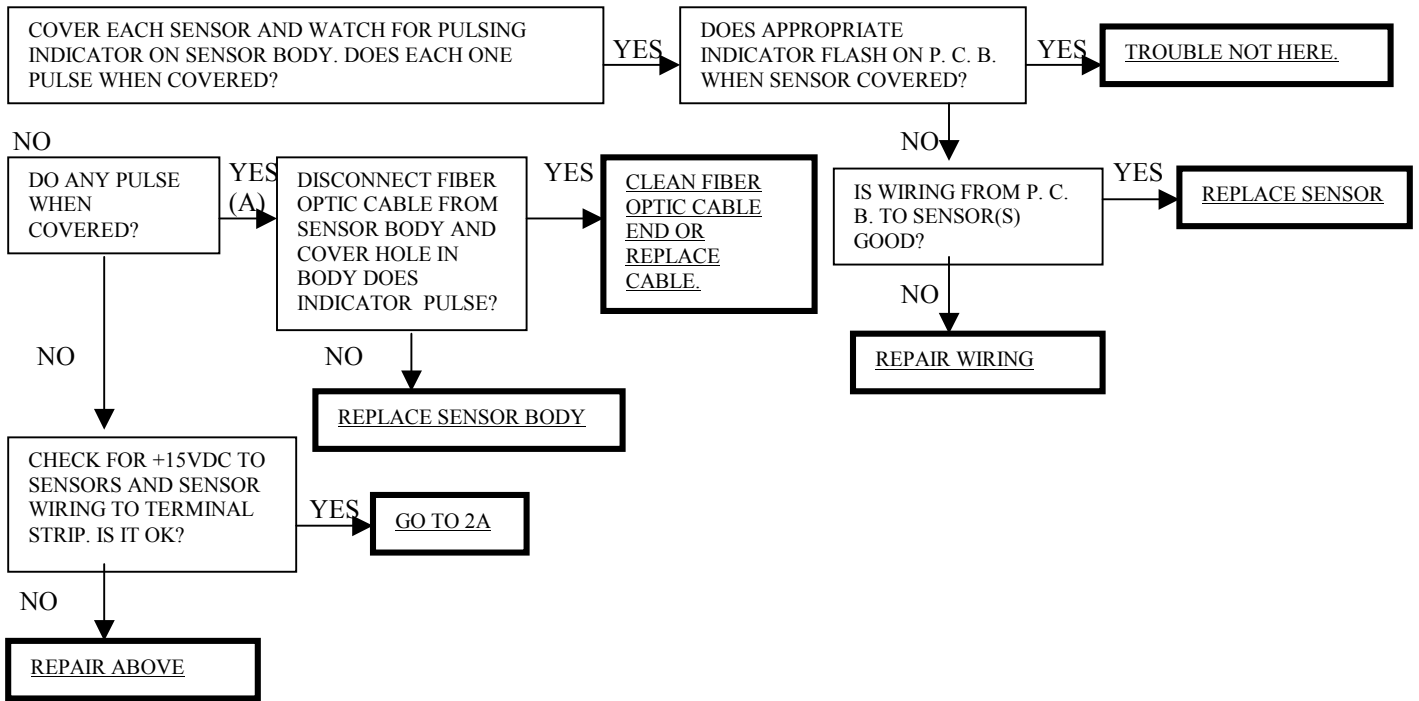 COVER EACH SENSOR AND WATCH FOR PULSING
INDICATOR ON SENSOR BODY. DOES EACH ONE
PULSE WHEN COVERED?
YES
DOES APPROPRIATE
INDICATOR FLASH ON P. C. B.
WHEN SENSOR COVERED?
YES
TROUBLE NOT HERE.
NO
NO
DO ANY PULSE
WHEN
COVERED?
YES
(A)
DISCONNECT FIBER
OPTIC CABLE FROM
SENSOR BODY AND
COVER HOLE IN
BODY DOES
INDICATOR PULSE?
YES
CLEAN FIBER
OPTIC CABLE
END OR
REPLACE
CABLE.
IS WIRING FROM P. C.
B. TO SENSOR(S)
GOOD?
YES
REPLACE SENSOR
NO
REPAIR WIRING
NO
NO
REPLACE SENSOR BODY
CHECK FOR +15VDC TO
SENSORS AND SENSOR
WIRING TO TERMINAL
STRIP. IS IT OK?
YES
GO TO 2A
NO
REPAIR ABOVE